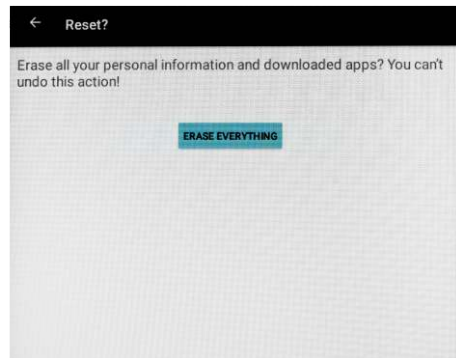 Reset?
Erase all your personal information and downloaded apps? You can't
undo this action!
ERASE EVERYTHING